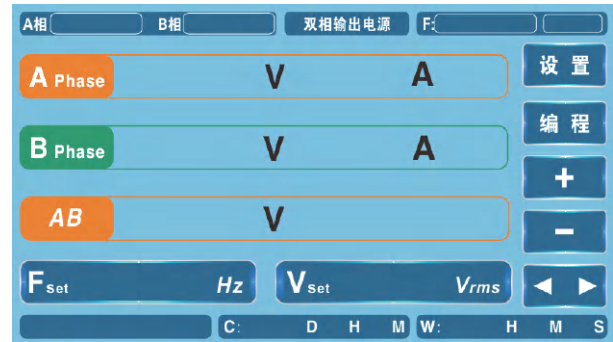 A相 B相 双相输出电源 F:
A Phase V A 设 置
B Phase V A 编 程
+
AB V −
Fset Hz Vset Vrms ◀ ▶
C: D H M W: H M S